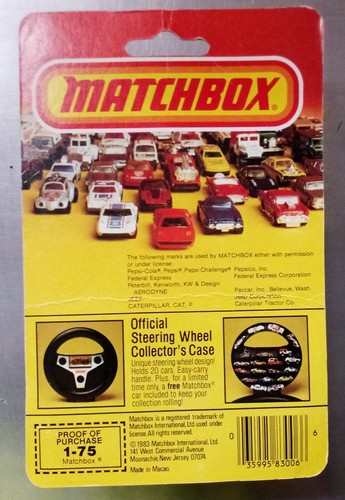 MATCHBOX®
The following marks are used by MATCHBOX either with permission
or under license:
Pepsi-Cola®, Pepsi®, Pepsi Challenge® Pepsico, Inc.
Federal Express Federal Express Corporation
Peterbilt, Kenworth, KW & Design Paccar, Inc., Bellevue, Wash.
AERODYNE
JEEP Jeep Corporation
CATERPILLAR, CAT, © Caterpillar Tractor Co.
Official
Steering Wheel
Collector's Case
Unique steering wheel design!
Holds 20 cars. Easy-carry
handle. Plus, for a limited
time only, a free Matchbox®
car included to keep your
collection rolling!
PROOF OF
PURCHASE
1-75
Matchbox®
Matchbox is a registered trademark of
Matchbox International, Ltd. used under
license. All rights reserved.
©1983 Matchbox International, Ltd.
141 West Commercial Avenue
Moonachie, New Jersey 07074
Made in Macao.
0 35995 83006 6